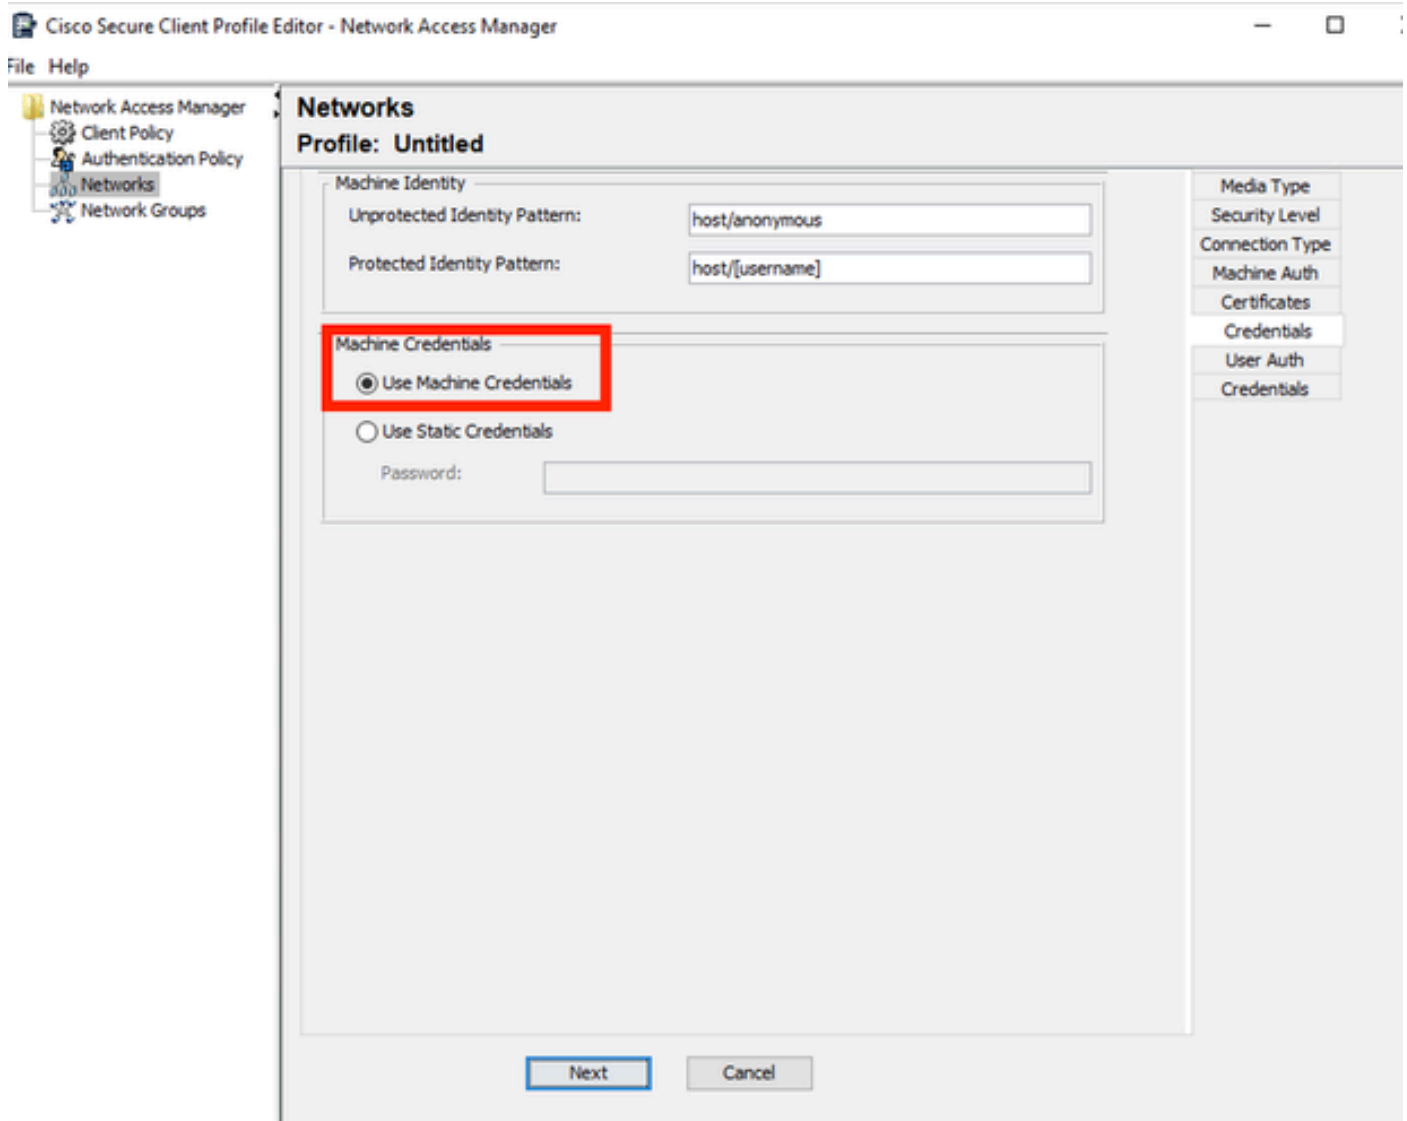 Cisco Secure Client Profile Editor - Network Access Manager
File Help
Network Access Manager
Client Policy
Authentication Policy
Networks
Network Groups
Networks
Profile: Untitled
Machine Identity
Unprotected Identity Pattern: host/anonymous
Protected Identity Pattern: host/[username]
Machine Credentials
Use Machine Credentials
Use Static Credentials
Password:
Media Type
Security Level
Connection Type
Machine Auth
Certificates
Credentials
User Auth
Credentials
Next Cancel